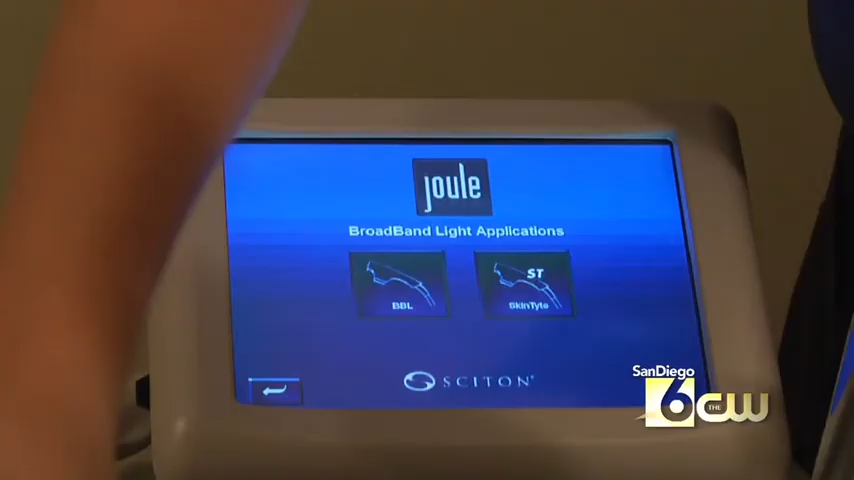 joule
BroadBand Light Applications
ST
BBL
SkinTyte
SCITON®
SanDiego
6 THE CW